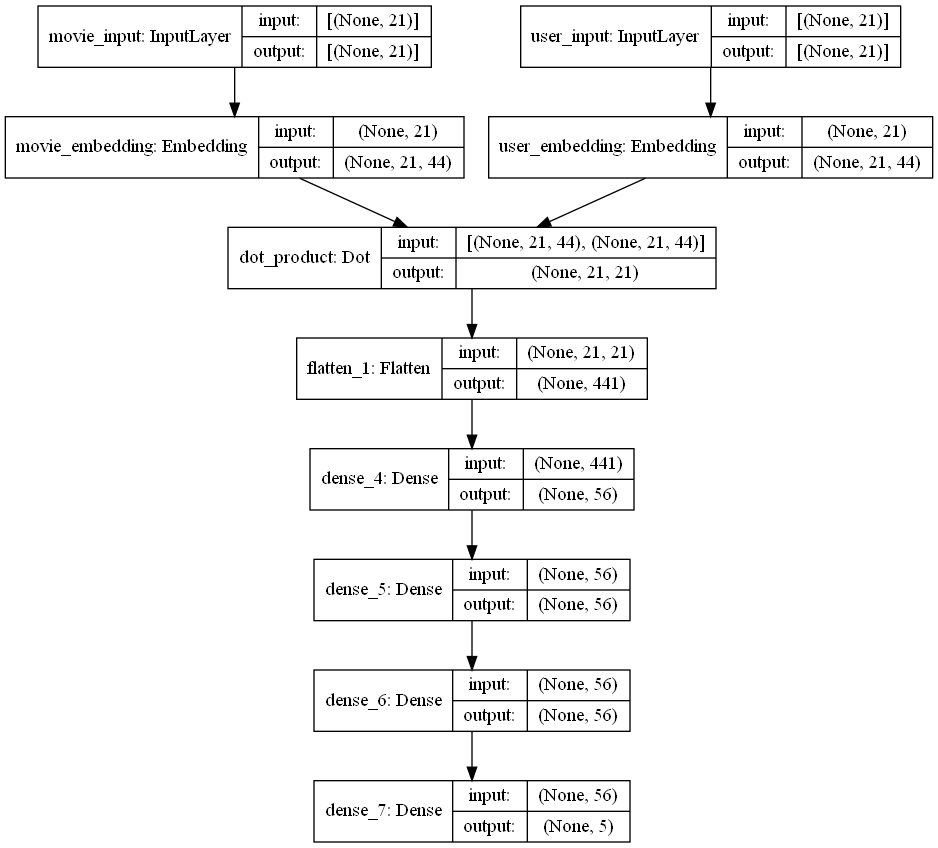 movie_input: InputLayer
input: [(None, 21)]
output: [(None, 21)]
user_input: InputLayer
input: [(None, 21)]
output: [(None, 21)]
movie_embedding: Embedding
input: (None, 21)
output: (None, 21, 44)
user_embedding: Embedding
input: (None, 21)
output: (None, 21, 44)
dot_product: Dot
input: [(None, 21, 44), (None, 21, 44)]
output: (None, 21, 21)
flatten_1: Flatten
input: (None, 21, 21)
output: (None, 441)
dense_4: Dense
input: (None, 441)
output: (None, 56)
dense_5: Dense
input: (None, 56)
output: (None, 56)
dense_6: Dense
input: (None, 56)
output: (None, 56)
dense_7: Dense
input: (None, 56)
output: (None, 5)